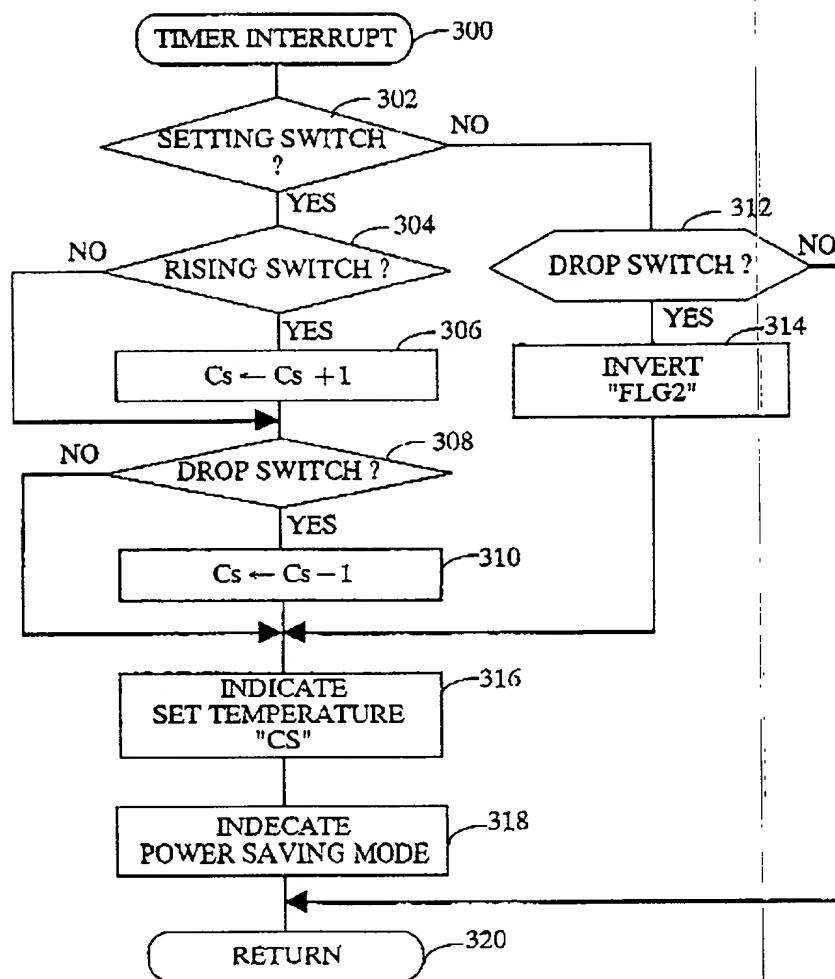 TIMER INTERRUPT
300
302
SETTING SWITCH
?
NO
YES
304
NO
RISING SWITCH ?
YES
306
Cs ← Cs +1
312
DROP SWITCH ?
NO
YES
314
INVERT
"FLG2"
308
NO
DROP SWITCH ?
YES
310
Cs ← Cs −1
INDICATE
SET TEMPERATURE
"CS"
316
INDECATE
POWER SAVING MODE
318
RETURN
320